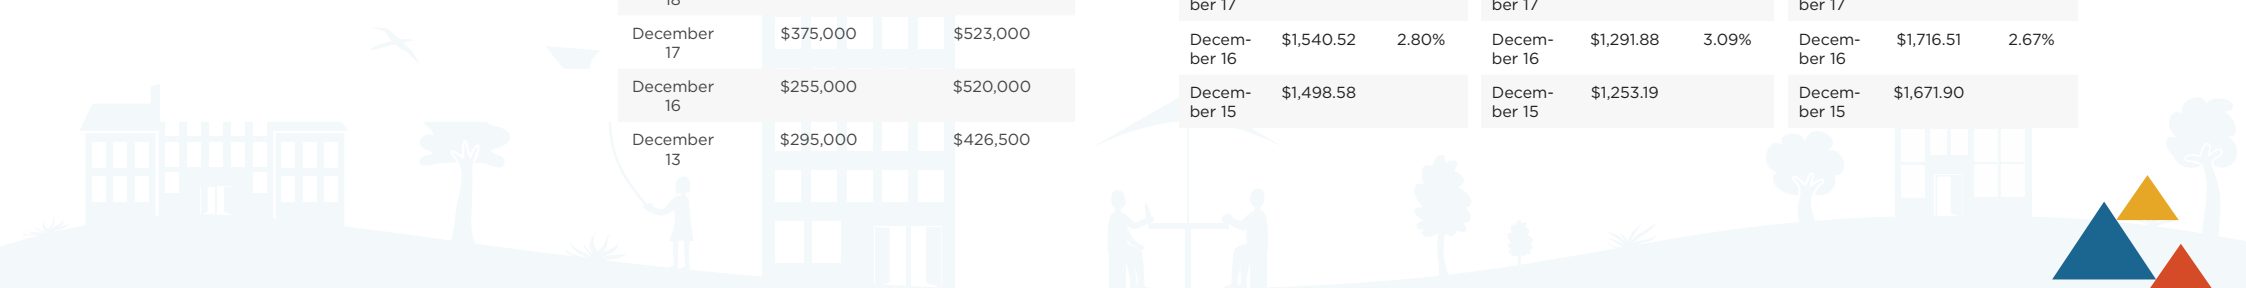 18
December $375,000 $523,000
17
December $255,000 $520,000
16
December $295,000 $426,500
13
ber 17 ber 17 ber 17
Decem- $1,540.52 2.80% Decem- $1,291.88 3.09% Decem- $1,716.51 2.67%
ber 16 ber 16 ber 16
Decem- $1,498.58 Decem- $1,253.19 Decem- $1,671.90
ber 15 ber 15 ber 15